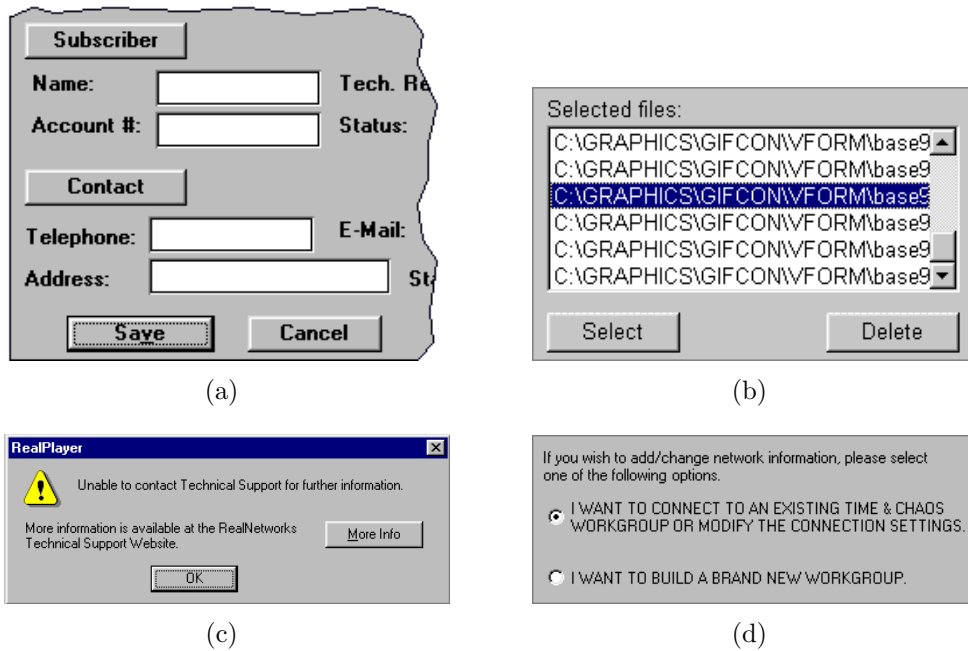 Subscriber
Name: Tech. Re
Account #: Status:
Contact
Telephone: E-Mail:
Address: Sta
Save Cancel
(a)
Selected files:
C:\GRAPHICS\GIFCON\VFORM\base9
C:\GRAPHICS\GIFCON\VFORM\base9
C:\GRAPHICS\GIFCON\VFORM\base9
C:\GRAPHICS\GIFCON\VFORM\base9
C:\GRAPHICS\GIFCON\VFORM\base9
C:\GRAPHICS\GIFCON\VFORM\base9
Select Delete
(b)
RealPlayer
Unable to contact Technical Support for further information.
More information is available at the RealNetworks
Technical Support Website.
More Info
OK
(c)
If you wish to add/change network information, please select
one of the following options.
I WANT TO CONNECT TO AN EXISTING TIME & CHAOS
WORKGROUP OR MODIFY THE CONNECTION SETTINGS.
I WANT TO BUILD A BRAND NEW WORKGROUP.
(d)